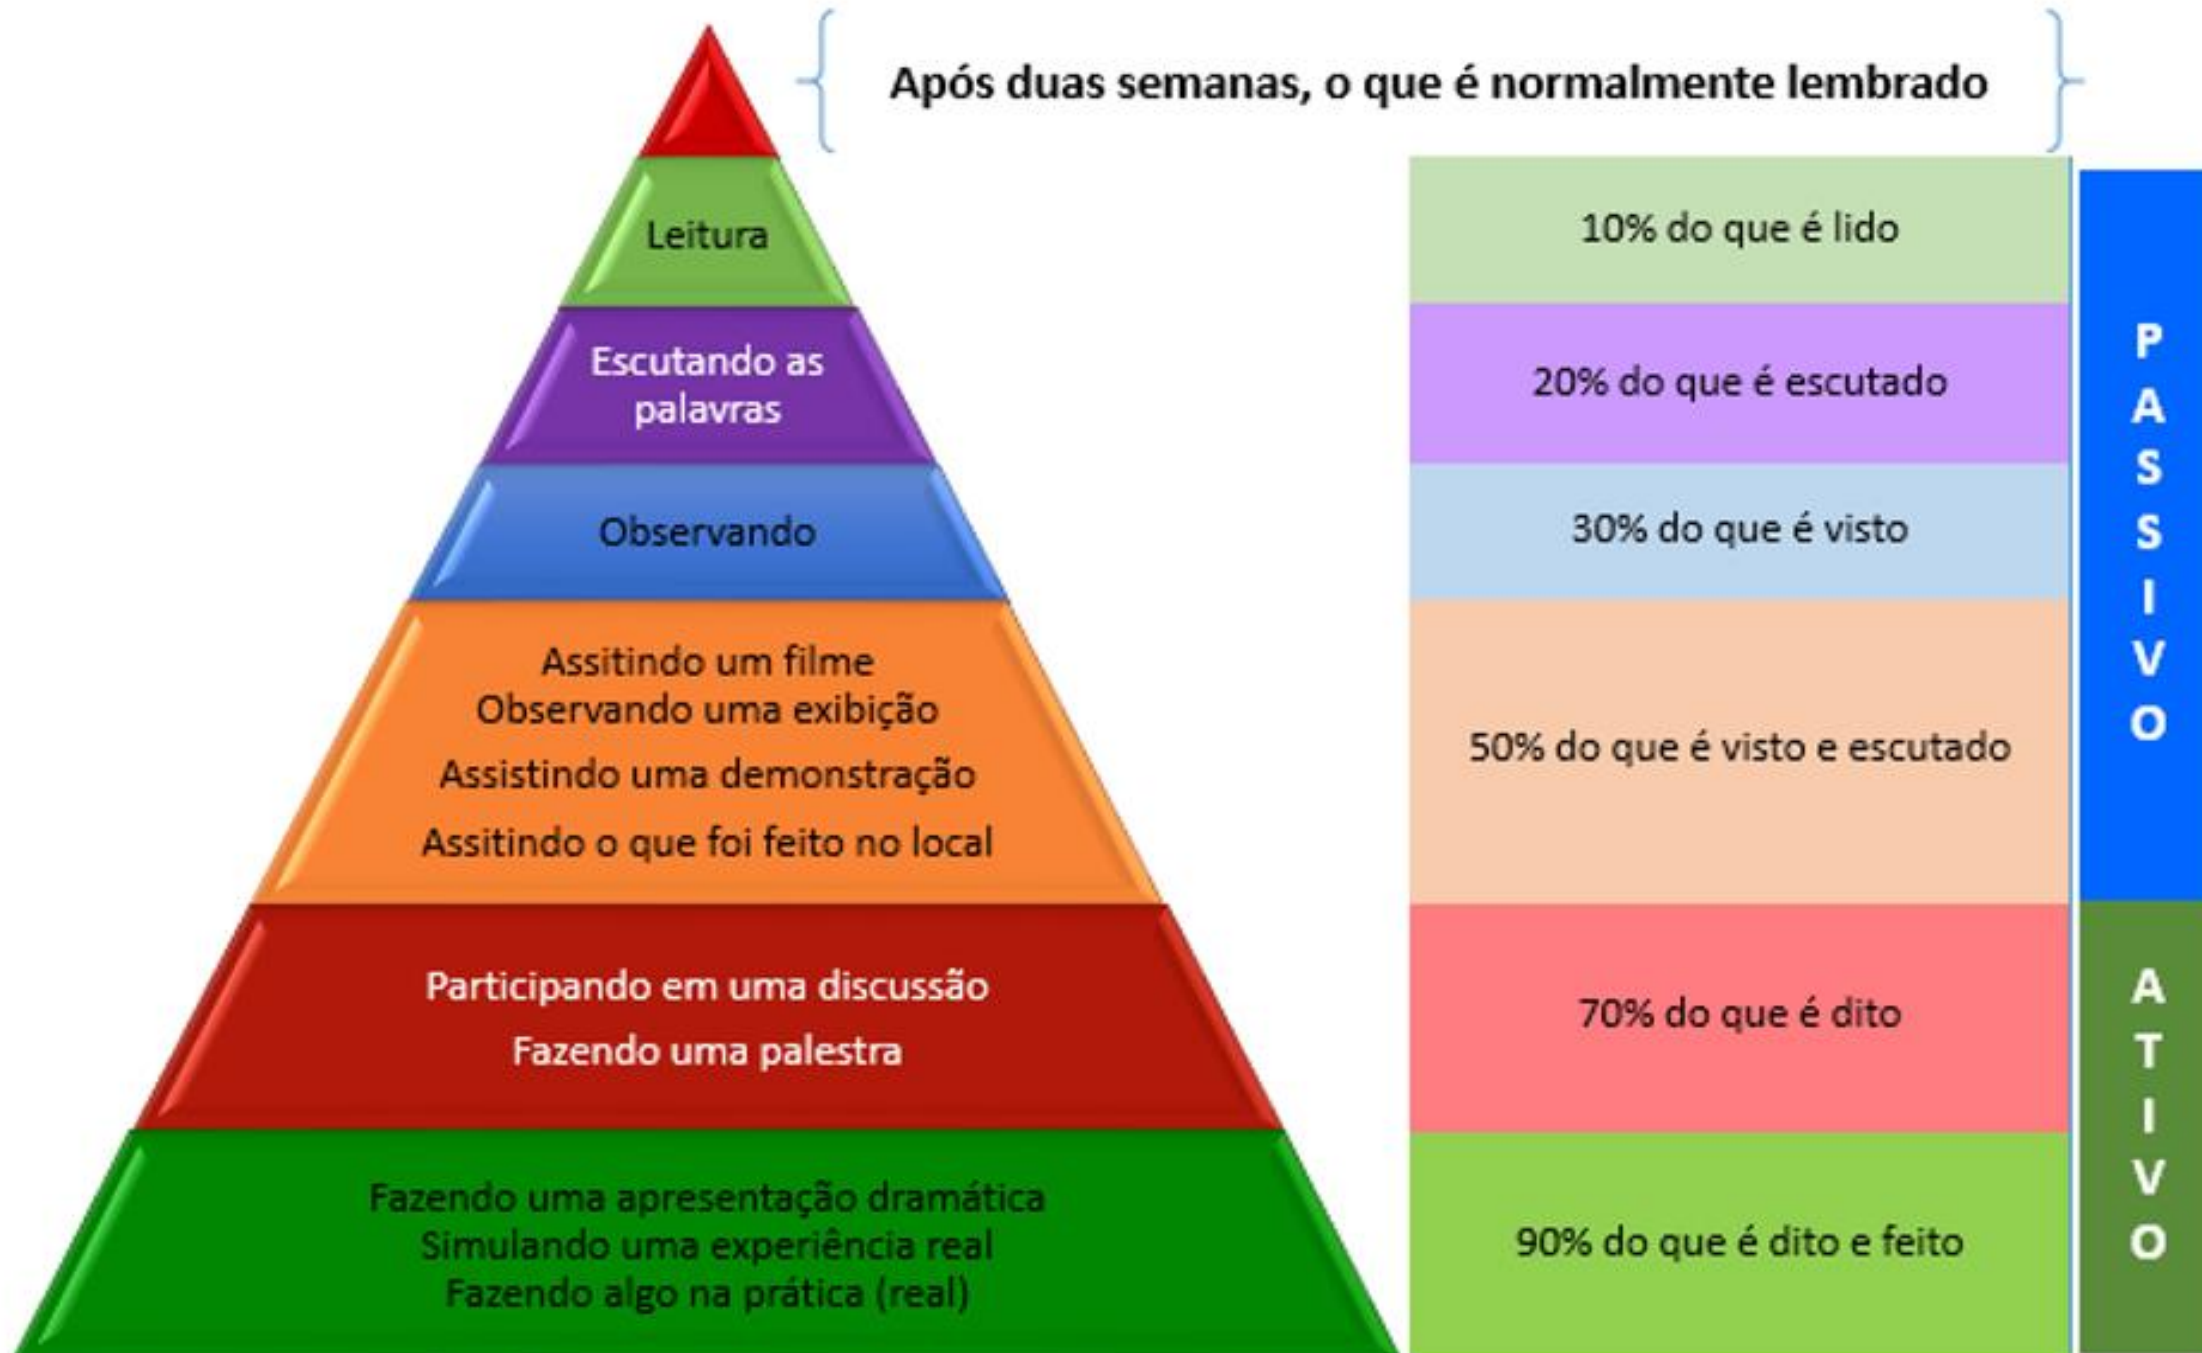 Após duas semanas, o que é normalmente lembrado
Leitura
10% do que é lido
Escutando as
palavras
20% do que é escutado
Observando
30% do que é visto
Assitindo um filme
Observando uma exibição
Assistindo uma demonstração
Assitindo o que foi feito no local
50% do que é visto e escutado
PASSIVO
Participando em uma discussão
Fazendo uma palestra
70% do que é dito
Fazendo uma apresentação dramática
Simulando uma experiência real
Fazendo algo na prática (real)
90% do que é dito e feito
ATIVO